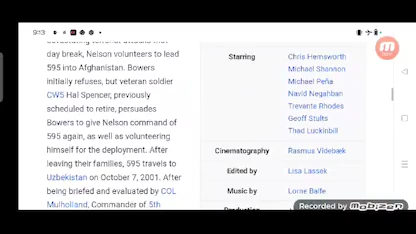 9:13
day break, Nelson volunteers to lead
595 into Afghanistan. Bowers
initially refuses, but veteran soldier
CW5 Hal Spencer, previously
scheduled to retire, persuades
Bowers to give Nelson command of
595 again, as well as volunteering
himself for the deployment. After
leaving their families, 595 travels to
Uzbekistan on October 7, 2001. After
being briefed and evaluated by COL
Mulholland, Commander of 5th
Starring
Chris Hemsworth
Michael Shannon
Michael Peña
Navid Negahban
Trevante Rhodes
Geoff Stults
Thad Luckinbill
Cinematography
Rasmus Videbæk
Edited by
Lisa Lassek
Music by
Lorne Balfe
Production
Recorded by Mobizen